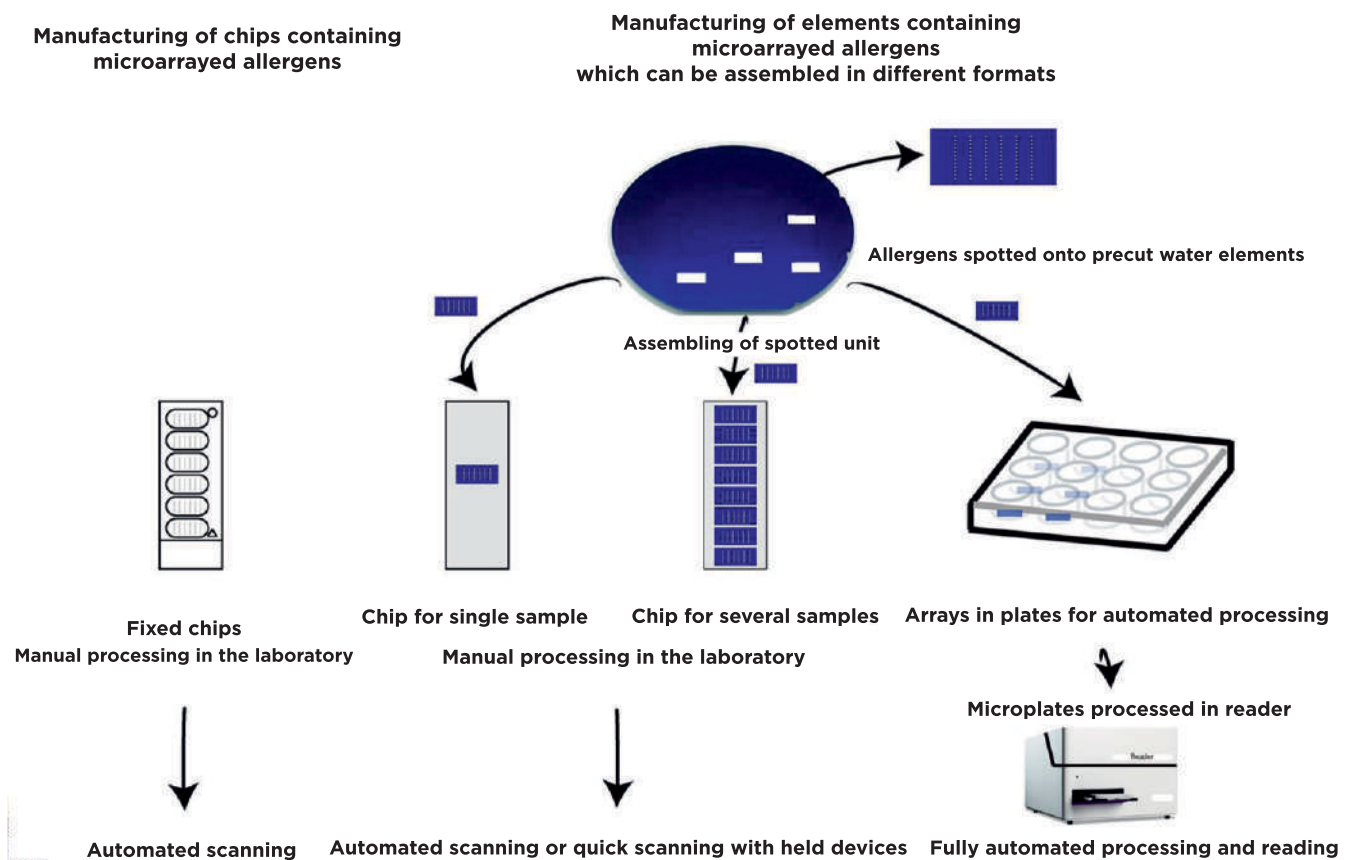 Manufacturing of chips containing
microarrayed allergens
Manufacturing of elements containing
microarrayed allergens
which can be assembled in different formats
Allergens spotted onto precut water elements
Assembling of spotted unit
Fixed chips
Manual processing in the laboratory
Chip for single sample
Chip for several samples
Manual processing in the laboratory
Arrays in plates for automated processing
Microplates processed in reader
Reader
Automated scanning
Automated scanning or quick scanning with held devices
Fully automated processing and reading